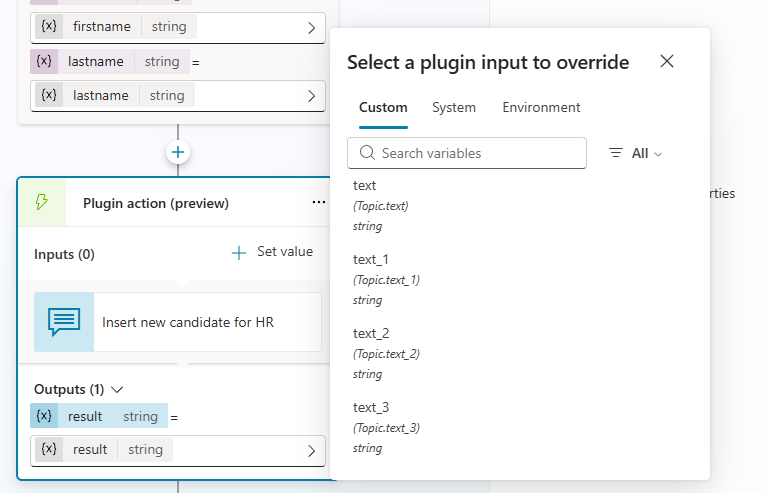 {x} firstname string
{x} lastname string =
{x} lastname string
Plugin action (preview) ...
Inputs (0) + Set value
Insert new candidate for HR
Outputs (1)
{x} result string =
{x} result string
Select a plugin input to override
Custom System Environment
Search variables All
text
(Topic.text)
string
text_1
(Topic.text_1)
string
text_2
(Topic.text_2)
string
text_3
(Topic.text_3)
string
rties